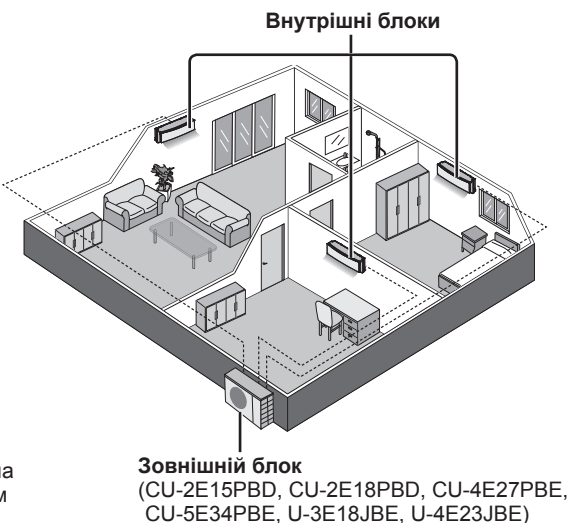 Внутрішні блоки
Зовнішній блок
(CU-2E15PBD, CU-2E18PBD, CU-4E27PBE,
CU-5E34PBE, U-3E18JBE, U-4E23JBE)